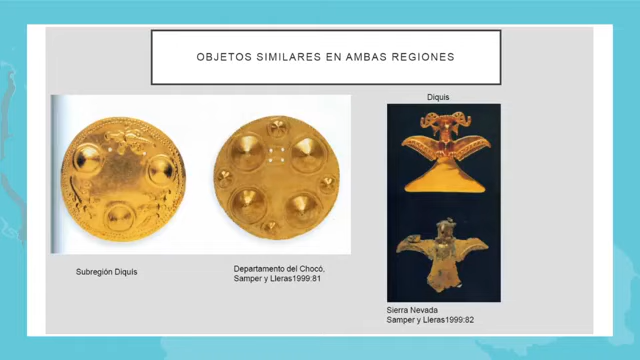 OBJETOS SIMILARES EN AMBAS REGIONES
Diquís
Subregión Diquís
Departamento del Chocó,
Samper y Lleras1999:81
Sierra Nevada
Samper y Lleras1999:82